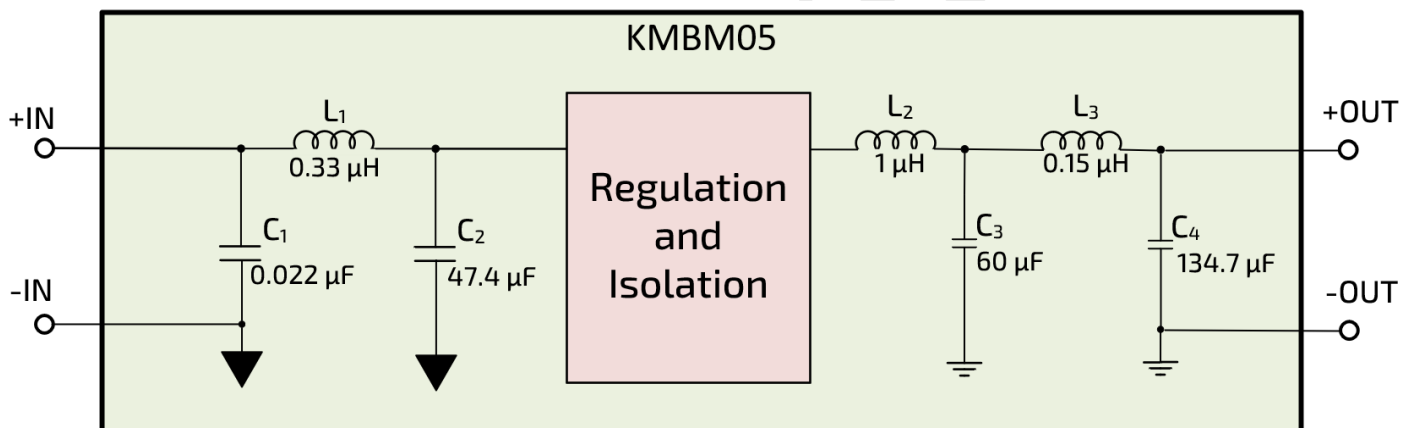 KMBM05
+IN
L₁
0.33 µH
L₂
1 µH
L₃
0.15 µH
+OUT
Regulation
and
Isolation
C₁
0.022 µF
C₂
47.4 µF
C₃
60 µF
C₄
134.7 µF
-IN
-OUT